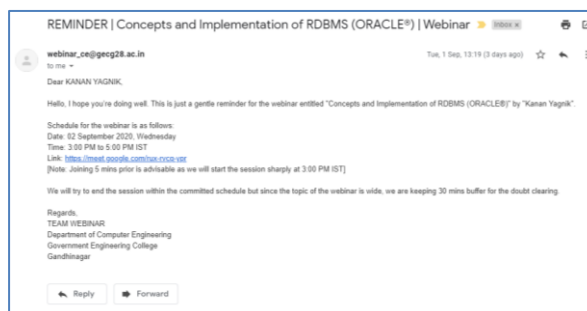 REMINDER | Concepts and Implementation of RDBMS (ORACLE®) | Webinar
Inbox x
webinar_ce@gecg28.ac.in
Tue, 1 Sep, 13:19 (3 days ago)
to me
Dear KANAN YAGNIK,
Hello, I hope you're doing well. This is just a gentle reminder for the webinar entitled "Concepts and Implementation of RDBMS (ORACLE®)" by "Kanan Yagnik".
Schedule for the webinar is as follows:
Date: 02 September 2020, Wednesday
Time: 3:00 PM to 5:00 PM IST
Link: https://meet.google.com/rux-rvcp-vpr
[Note: Joining 5 mins prior is advisable as we will start the session sharply at 3:00 PM IST]
We will try to end the session within the committed schedule but since the topic of the webinar is wide, we are keeping 30 mins buffer for the doubt clearing.
Regards,
TEAM WEBINAR
Department of Computer Engineering
Government Engineering College
Gandhinagar
Reply
Forward